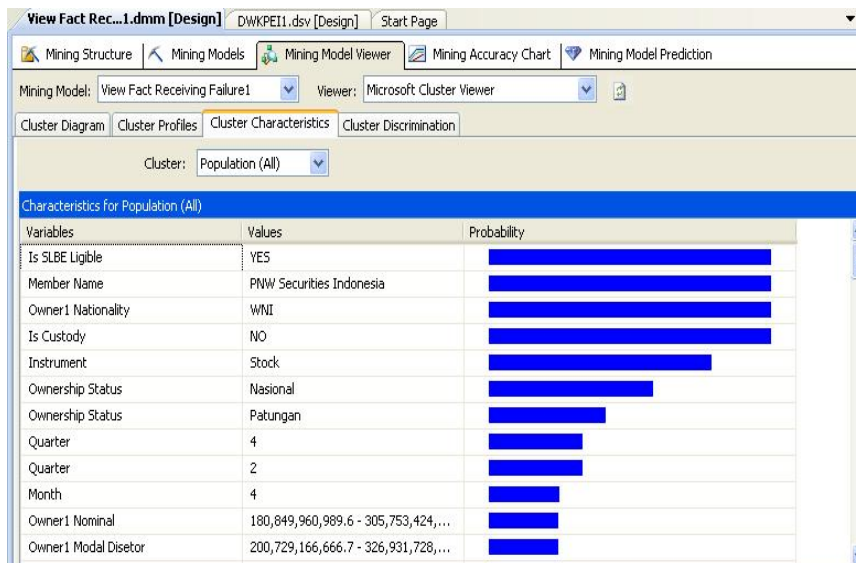 View Fact Rec...1.dmm [Design] DWKPEI1.dsv [Design] Start Page
Mining Structure Mining Models Mining Model Viewer Mining Accuracy Chart Mining Model Prediction
Mining Model: View Fact Receiving Failure1 Viewer: Microsoft Cluster Viewer
Cluster Diagram Cluster Profiles Cluster Characteristics Cluster Discrimination
Cluster: Population (All)
Characteristics for Population (All)
Variables Values Probability
Is SLBE Ligible YES
Member Name PNW Securities Indonesia
Owner1 Nationality WNI
Is Custody NO
Instrument Stock
Ownership Status Nasional
Ownership Status Patungan
Quarter 4
Quarter 2
Month 4
Owner1 Nominal 180,849,960,989.6 - 305,753,424,...
Owner1 Modal Disetor 200,729,166,666.7 - 326,931,728,...